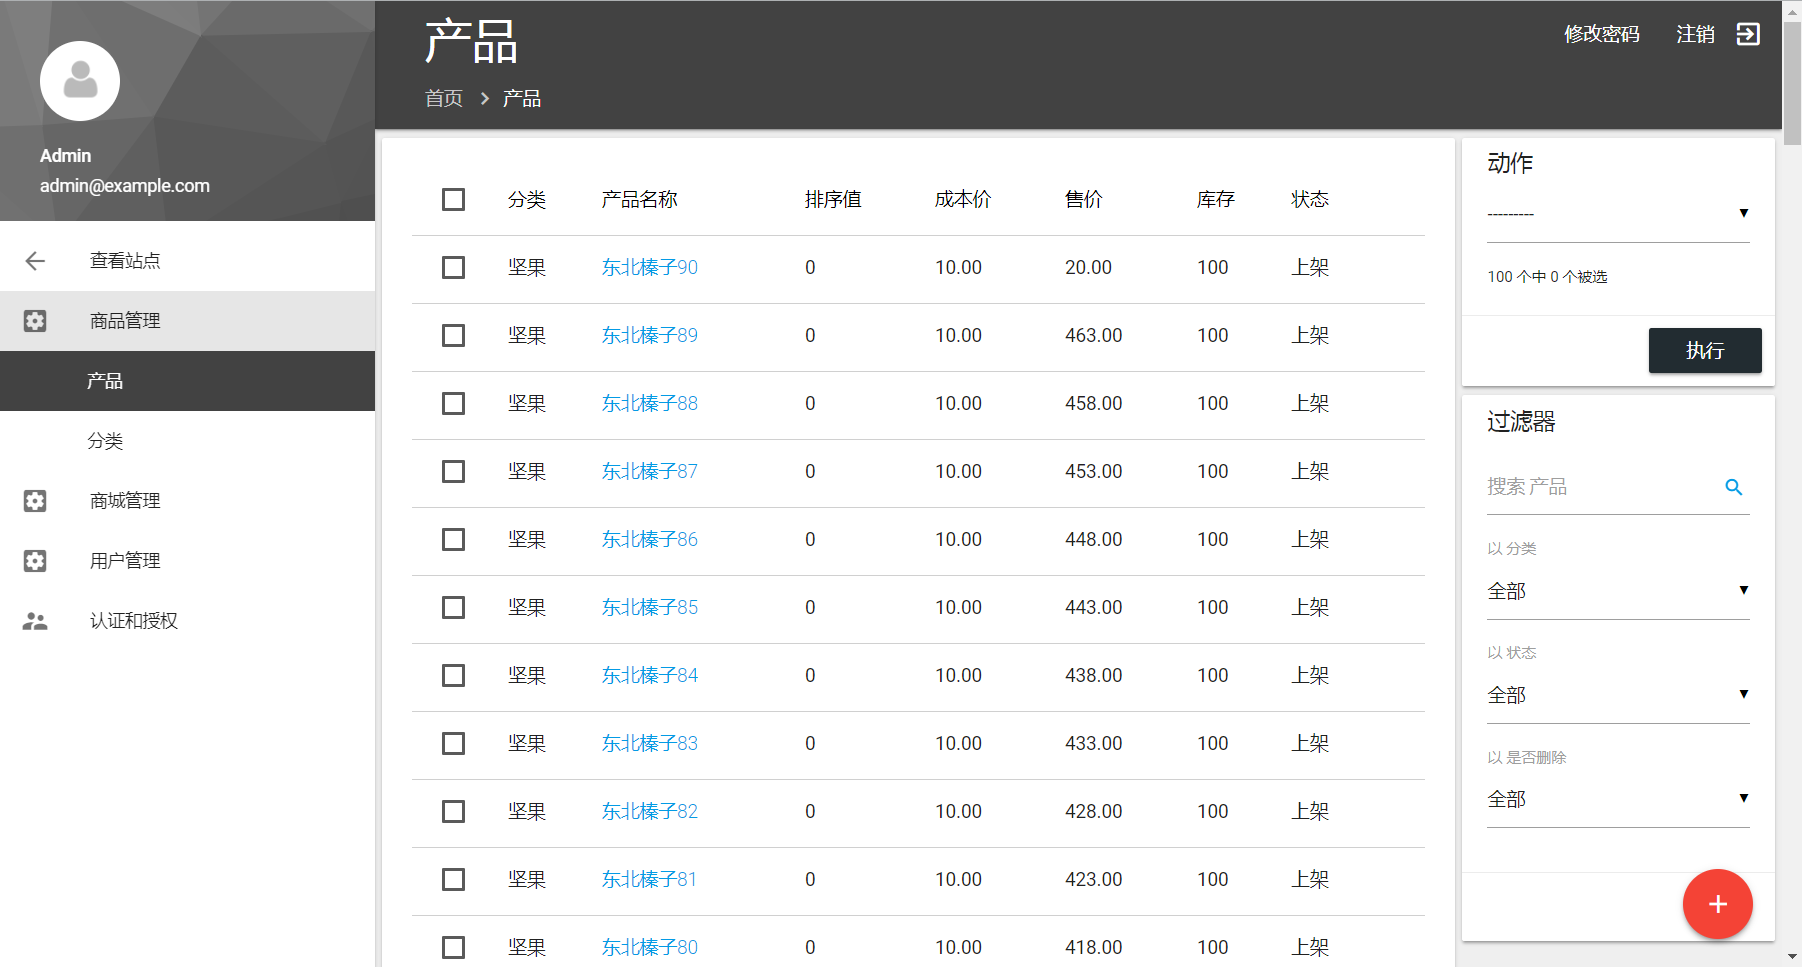 Admin
admin@example.com
查看站点
商品管理
产品
分类
商城管理
用户管理
认证和授权
产品
首页 > 产品
修改密码 注销
分类 产品名称 排序值 成本价 售价 库存 状态
坚果 东北榛子90 0 10.00 20.00 100 上架
坚果 东北榛子89 0 10.00 463.00 100 上架
坚果 东北榛子88 0 10.00 458.00 100 上架
坚果 东北榛子87 0 10.00 453.00 100 上架
坚果 东北榛子86 0 10.00 448.00 100 上架
坚果 东北榛子85 0 10.00 443.00 100 上架
坚果 东北榛子84 0 10.00 438.00 100 上架
坚果 东北榛子83 0 10.00 433.00 100 上架
坚果 东北榛子82 0 10.00 428.00 100 上架
坚果 东北榛子81 0 10.00 423.00 100 上架
坚果 东北榛子80 0 10.00 418.00 100 上架
动作
---------
100 个中 0 个被选
执行
过滤器
搜索 产品
以 分类
全部
以 状态
全部
以 是否删除
全部